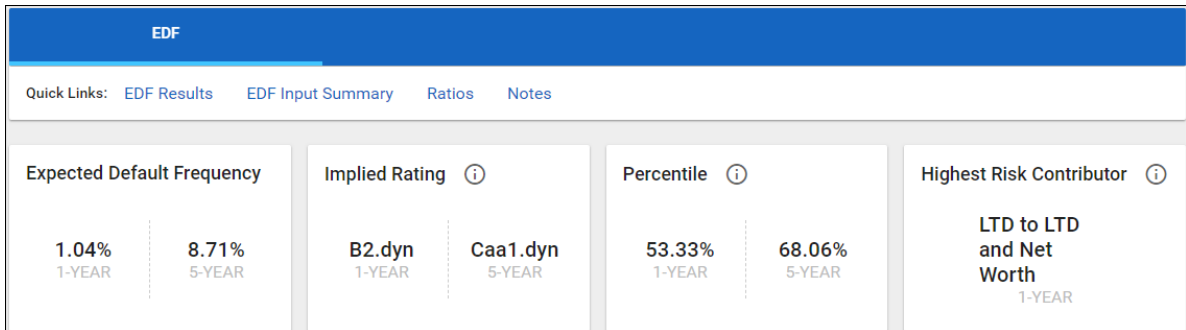 EDF
Quick Links: EDF Results EDF Input Summary Ratios Notes
Expected Default Frequency
1.04% 8.71%
1-YEAR 5-YEAR
Implied Rating
B2.dyn Caa1.dyn
1-YEAR 5-YEAR
Percentile
53.33% 68.06%
1-YEAR 5-YEAR
Highest Risk Contributor
LTD to LTD
and Net
Worth
1-YEAR